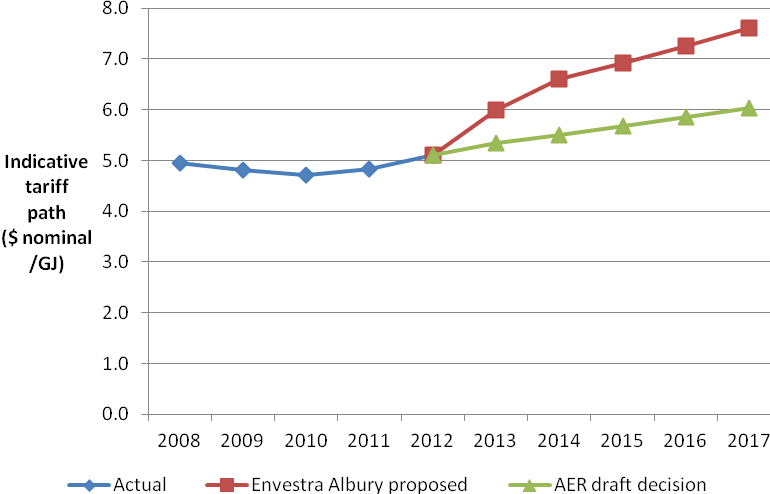 8.0
7.0
6.0
5.0
4.0
3.0
2.0
1.0
0.0
Indicative
tariff
path
($ nominal
/GJ)
2008 2009 2010 2011 2012 2013 2014 2015 2016 2017
Actual Envestra Albury proposed AER draft decision